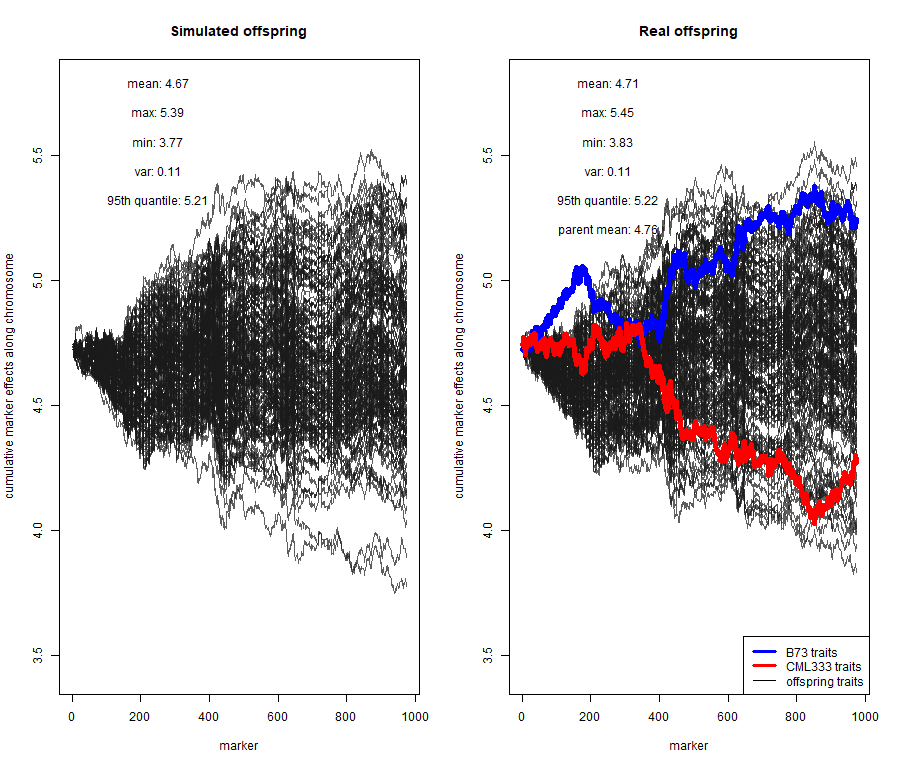 Simulated offspring
mean: 4.67
max: 5.39
min: 3.77
var: 0.11
95th quantile: 5.21
cumulative marker effects along chromosome
5.5
5.0
4.5
4.0
3.5
0 200 400 600 800 1000
marker
Real offspring
mean: 4.71
max: 5.45
min: 3.83
var: 0.11
95th quantile: 5.22
parent mean: 4.76
cumulative marker effects along chromosome
5.5
5.0
4.5
4.0
3.5
B73 traits
CML333 traits
offspring traits
0 200 400 600 800 1000
marker